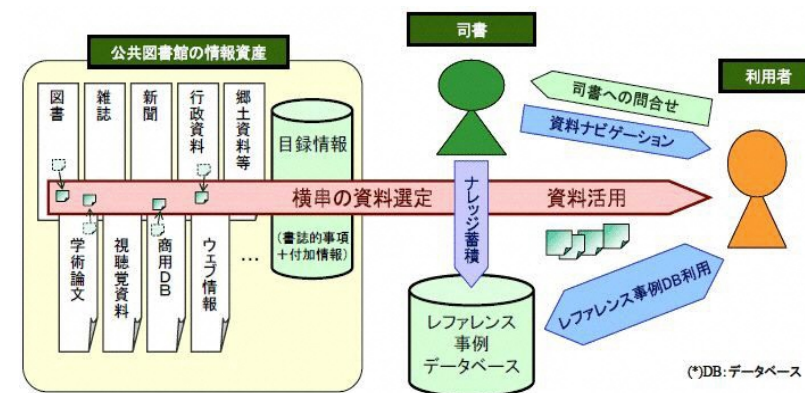 公共図書館の情報資産
司書
利用者
図書
雑誌
新聞
行政資料
郷土資料等
目録情報
司書への問合せ
資料ナビゲーション
横串の資料選定
資料活用
ナレッジ蓄積
(書誌的事項
+付加情報)
学術論文
視聴覚資料
商用DB
ウェブ情報
…
レファレンス
事例
データベース
レファレンス事例DB利用
(*)DB:データベース